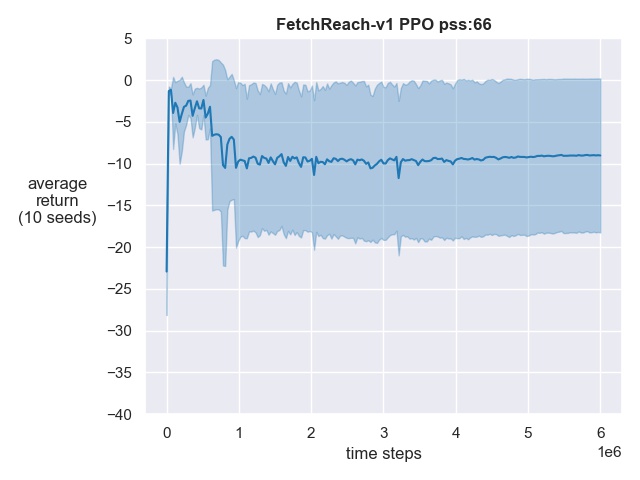 FetchReach-v1 PPO pss:66
5
0
−5
−10
−15
−20
−25
−30
−35
−40
average
return
(10 seeds)
0 1 2 3 4 5 6
1e6
time steps